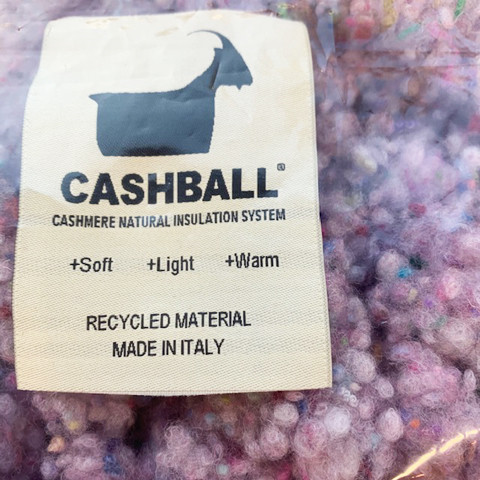 CASHBALL®
CASHMERE NATURAL INSULATION SYSTEM
+Soft +Light +Warm
RECYCLED MATERIAL
MADE IN ITALY